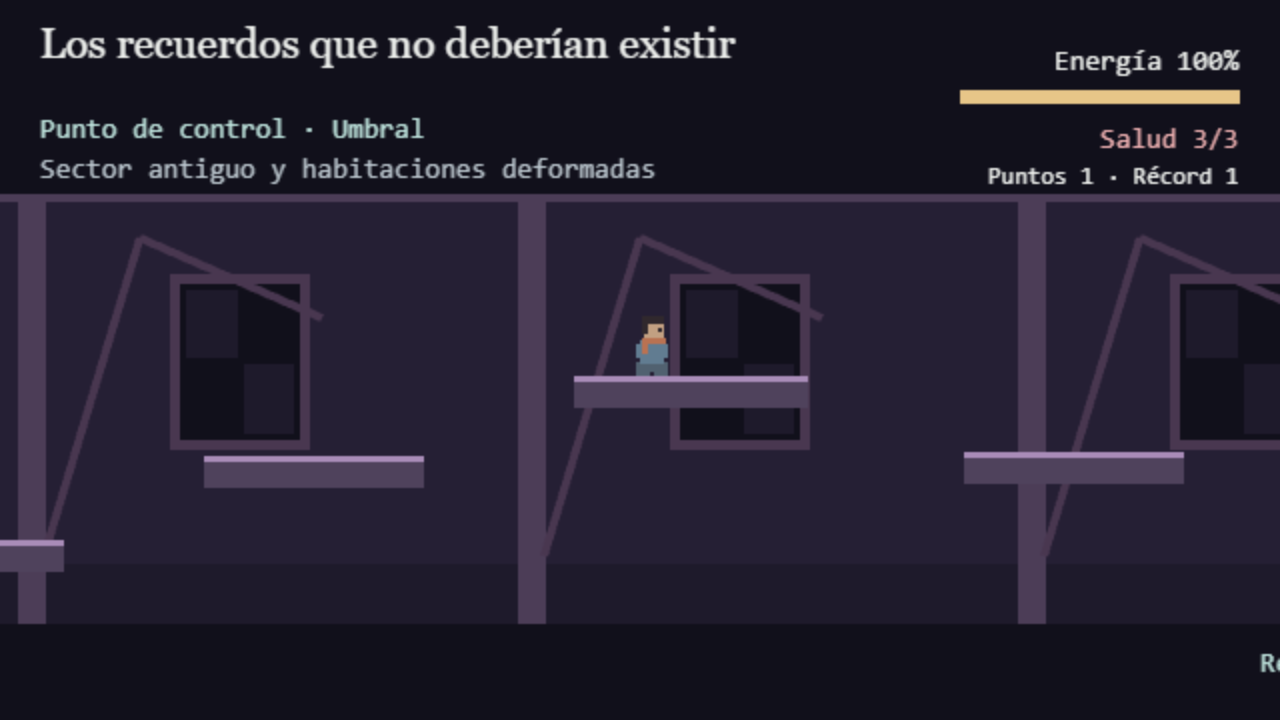 Los recuerdos que no deberían existir
Energía 100%
Punto de control · Umbral
Salud 3/3
Sector antiguo y habitaciones deformadas
Puntos 1 · Récord 1